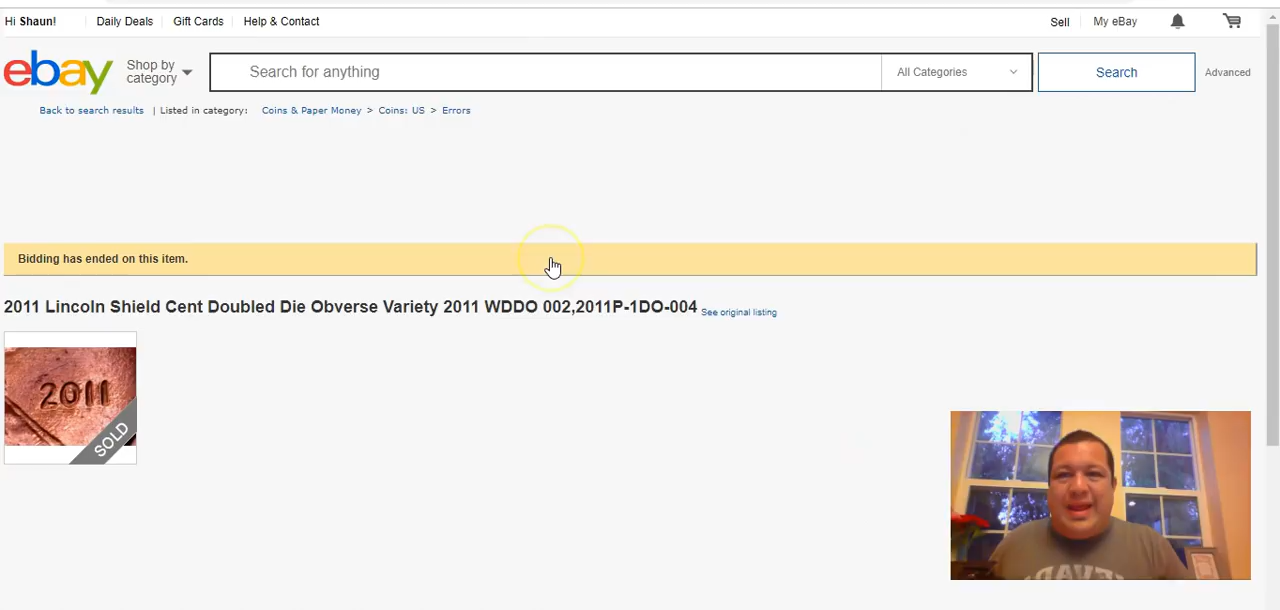 Hi Shaun! Daily Deals Gift Cards Help & Contact Sell My eBay
ebay Shop by category Search for anything All Categories Search Advanced
Back to search results | Listed in category: Coins & Paper Money > Coins: US > Errors
Bidding has ended on this item.
2011 Lincoln Shield Cent Doubled Die Obverse Variety 2011 WDDO 002,2011P-1DO-004 See original listing
2011
SOLD